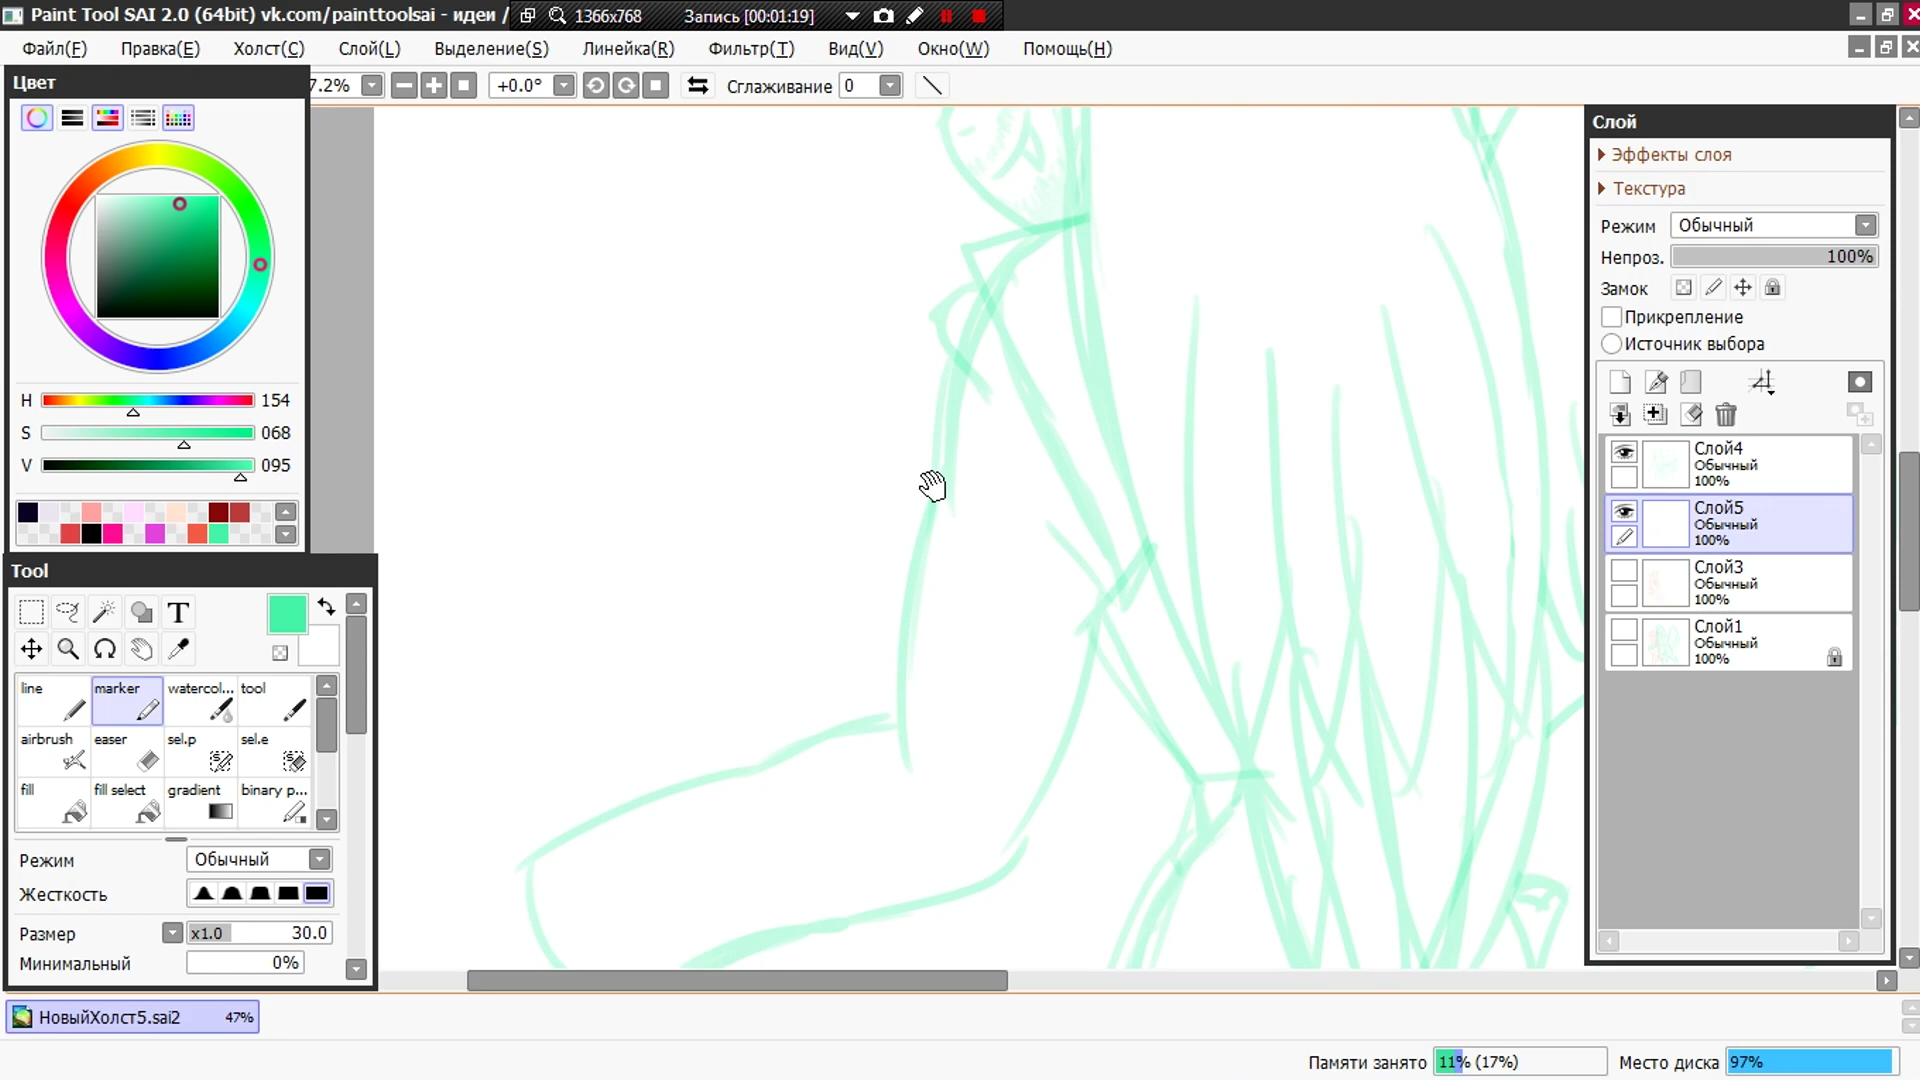 Paint Tool SAI 2.0 (64bit) vk.com/painttoolsai - идеи /
1366x768 Запись [00:01:19]
Файл(F) Правка(E) Холст(C) Слой(L) Выделение(S) Линейка(R) Фильтр(T) Вид(V) Окно(W) Помощь(H)
Цвет
7.2% +0.0° Сглаживание 0
H 154
S 068
V 095
Tool
T
line marker watercol... tool
airbrush easer sel.p sel.e
fill fill select gradient binary p...
Режим Обычный
Жесткость
Размер x1.0 30.0
Минимальный 0%
Слой
Эффекты слоя
Текстура
Режим Обычный
Непроз. 100%
Замок
Прикрепление
Источник выбора
Слой4
Обычный
100%
Слой5
Обычный
100%
Слой3
Обычный
100%
Слой1
Обычный
100%
НовыйХолст5.sai2 47%
Памяти занято 11% (17%) Место диска 97%